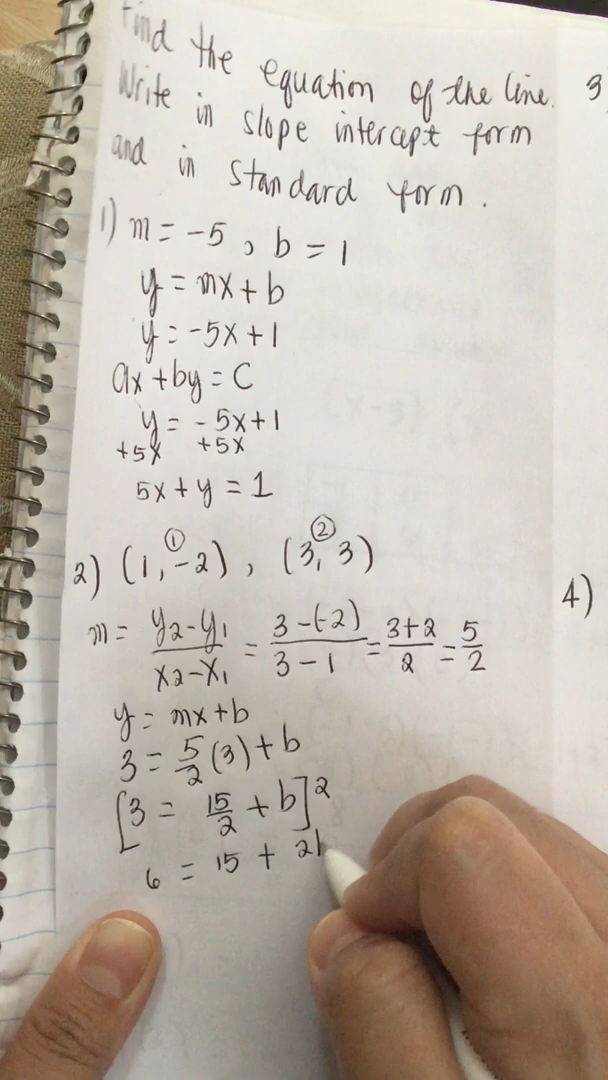 Find the equation of the line.
Write in slope intercept form
and in standard form.
1) m = -5, b = 1
y = mx + b
y = -5x + 1
ax + by = C
y = -5x + 1
+5x +5x
5x + y = 1
① ②
2) (1, -2), (3, 3)
m = y₂-y₁/x₂-x₁ = 3-(-2)/3-1 = 3+2/2 = 5/2
y = mx + b
3 = 5/2 (3) + b
[3 = 15/2 + b]2
6 = 15 + 2b
3
4)